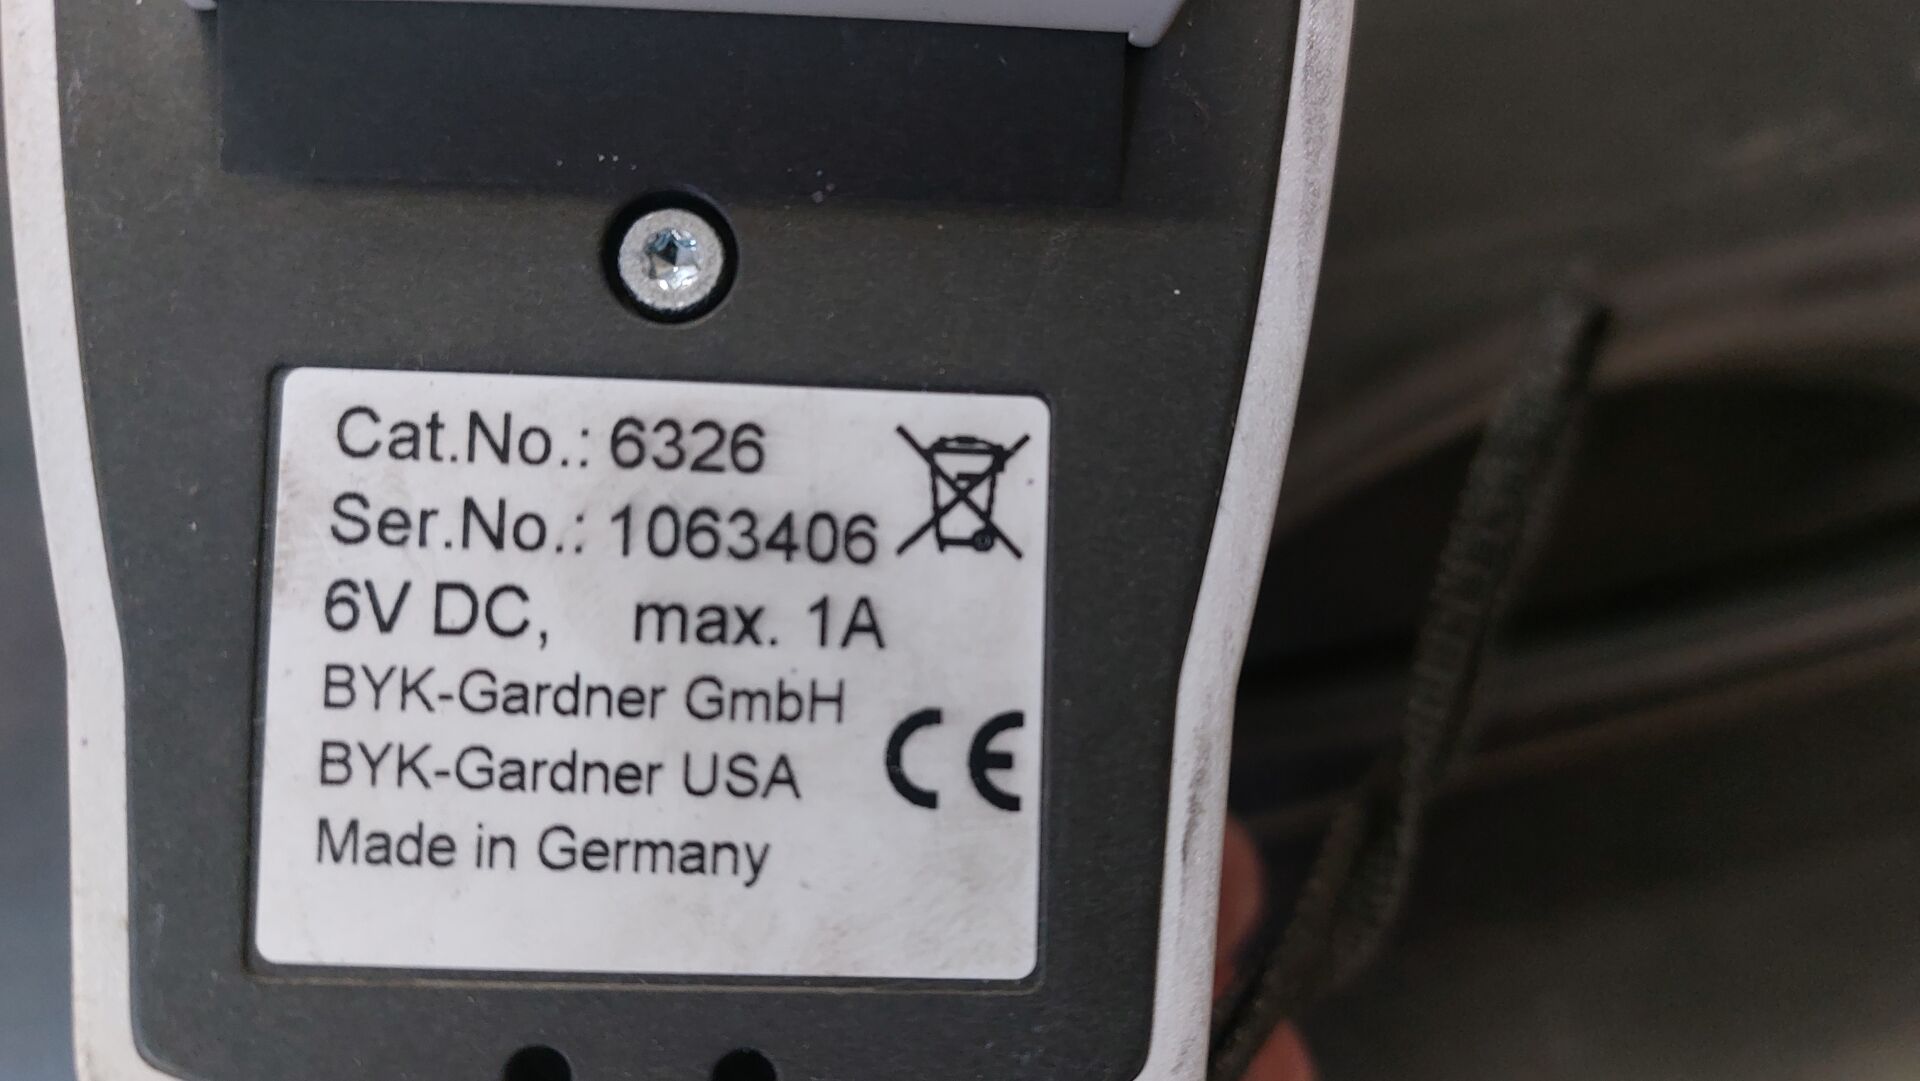 Cat.No.: 6326
Ser.No.: 1063406
6V DC, max. 1A
BYK-Gardner GmbH
BYK-Gardner USA
CE
Made in Germany